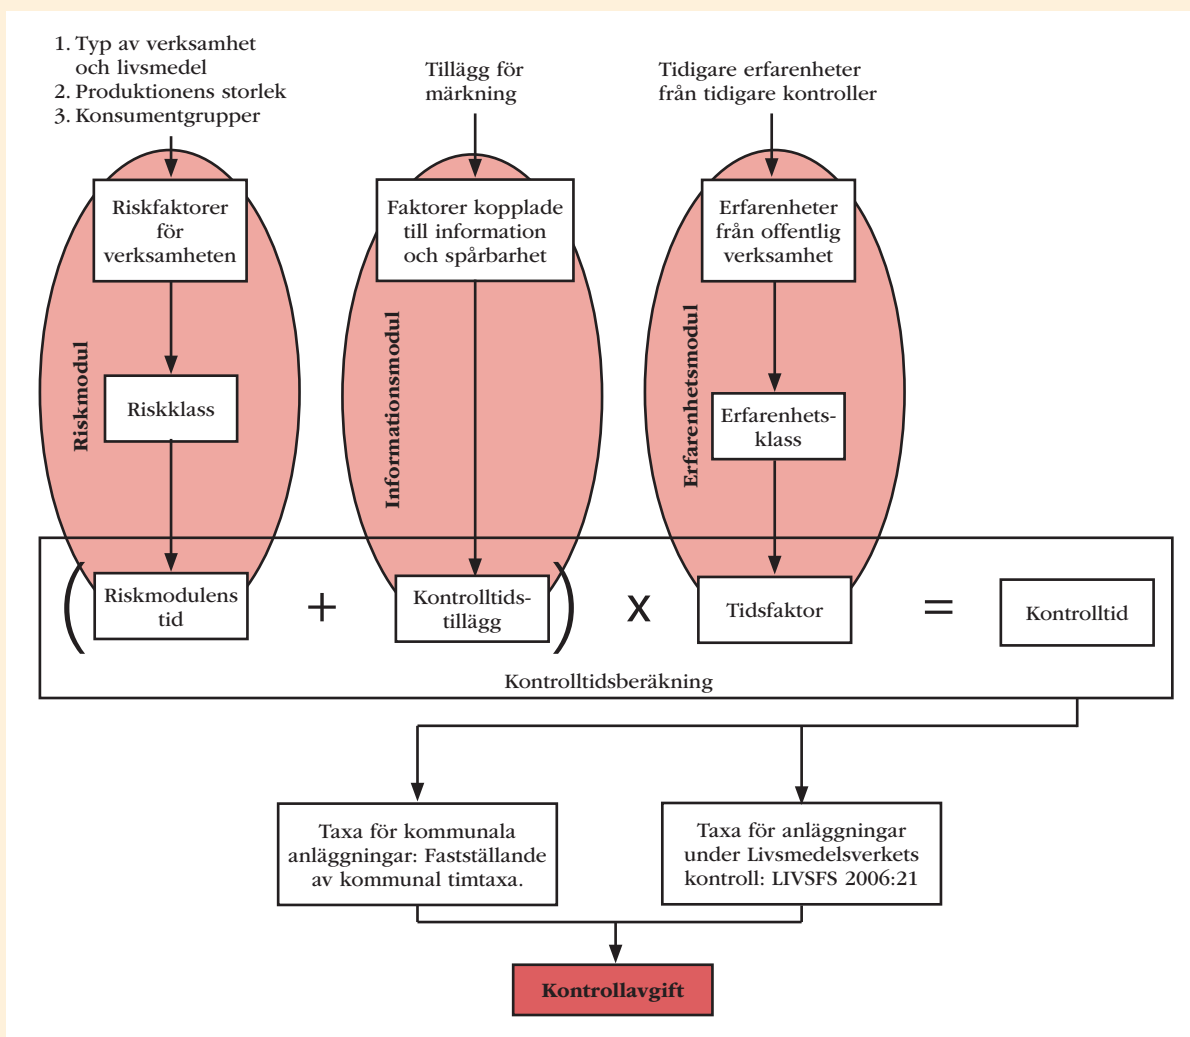 1. Typ av verksamhet
och livsmedel
2. Produktionens storlek
3. Konsumentgrupper
Tillägg för
märkning
Tidigare erfarenheter
från tidigare kontroller
Riskfaktorer
för
verksamheten
Faktorer kopplade
till information
och spårbarhet
Erfarenheter
från offentlig
verksamhet
Riskmodul
Informationsmodul
Erfarenhetsmodul
Riskklass
Erfarenhets-
klass
(
Riskmodulens
tid
+
Kontrolltids-
tillägg
)
x
Tidsfaktor
=
Kontrolltid
Kontrolltidsberäkning
Taxa för kommunala
anläggningar: Fastställande
av kommunal timtaxa.
Taxa för anläggningar
under Livsmedelsverkets
kontroll: LIVSFS 2006:21
Kontrollavgift